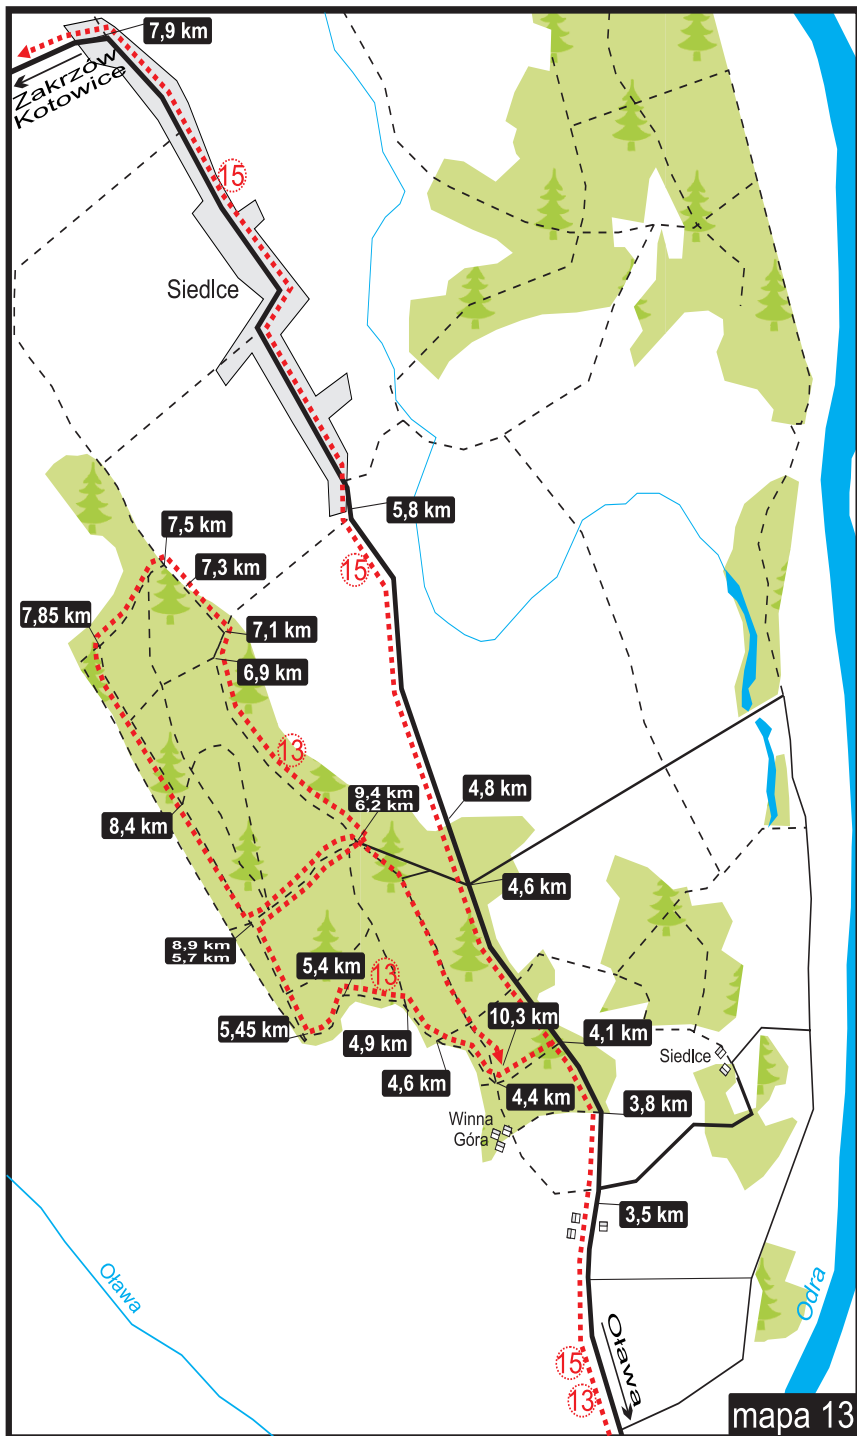 7,9 km
Zakrzów
Kotowice
15
Siedlce
5,8 km
7,5 km
15
7,3 km
7,85 km
7,1 km
6,9 km
13
9,4 km
6,2 km
4,8 km
8,4 km
4,6 km
8,9 km
5,7 km
5,4 km
13
10,3 km
5,45 km
4,9 km
4,1 km
Siedlce
4,6 km
4,4 km
3,8 km
Winna
Góra
3,5 km
Oława
Odra
Oława
15
13
mapa 13